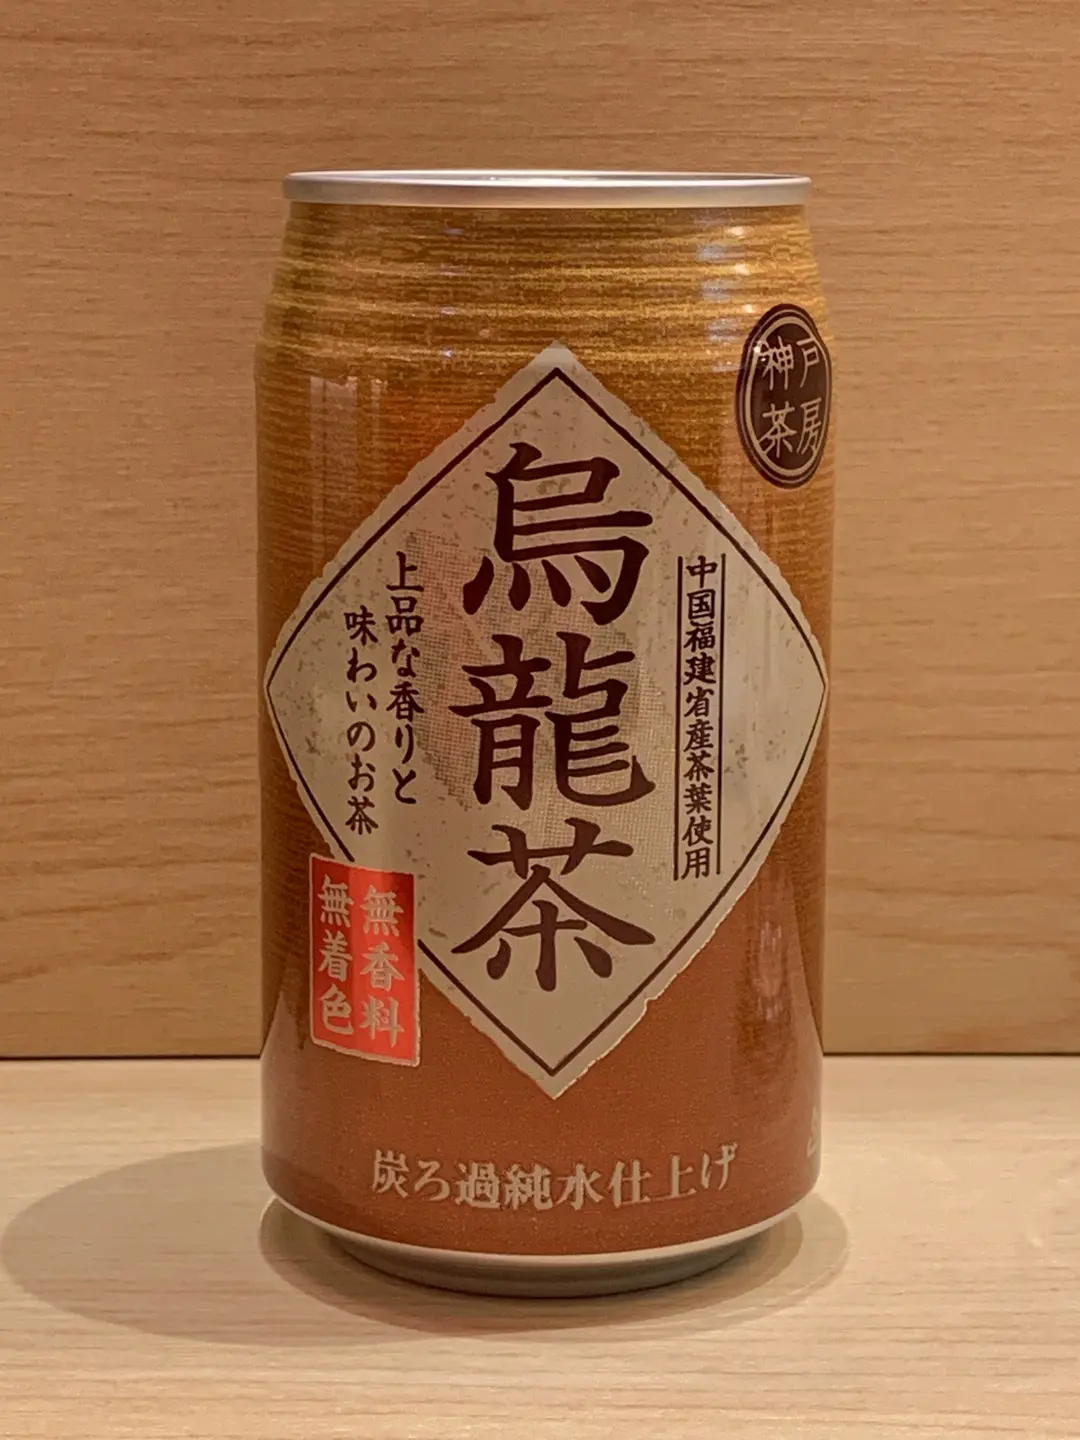 神戸
茶房
中国福建省産茶葉使用
烏龍茶
上品な香りと
味わいのお茶
無香料
無着色
炭ろ過純水仕上げ